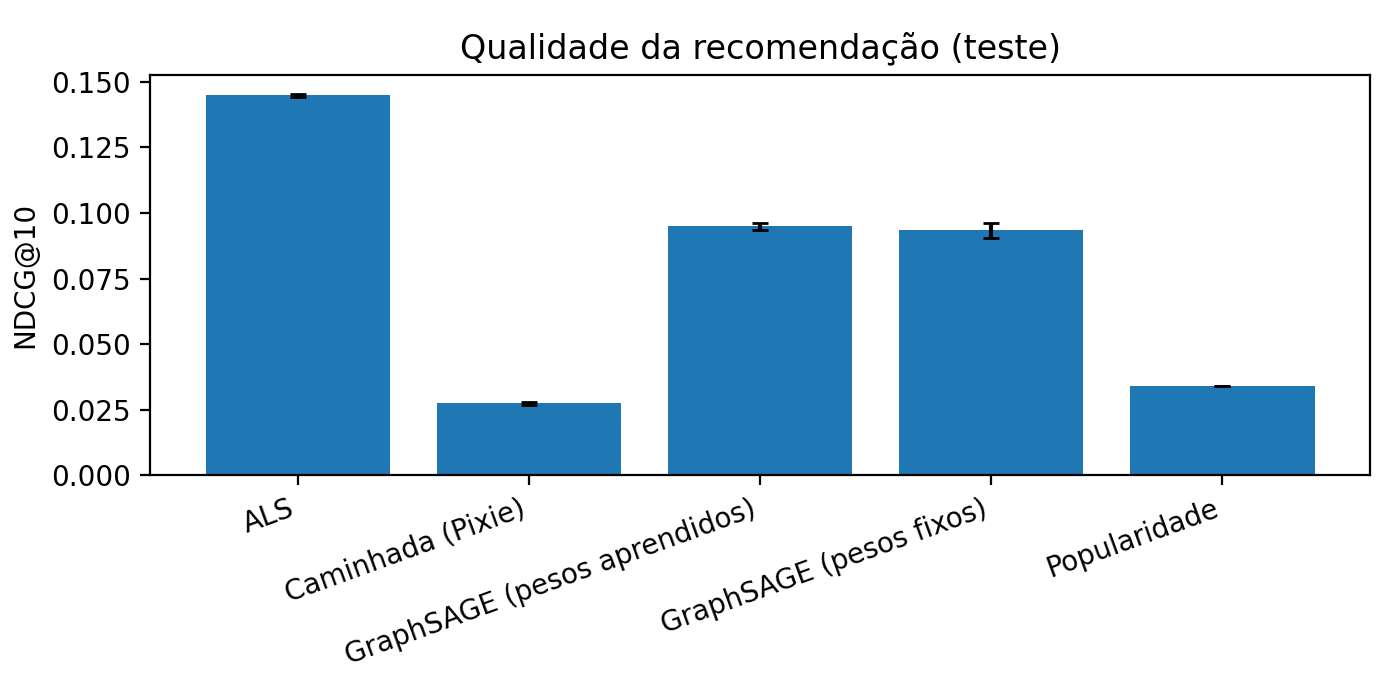 Qualidade da recomendação (teste)
NDCG@10
0.150
0.125
0.100
0.075
0.050
0.025
0.000
ALS
Caminhada (Pixie)
GraphSAGE (pesos aprendidos)
GraphSAGE (pesos fixos)
Popularidade